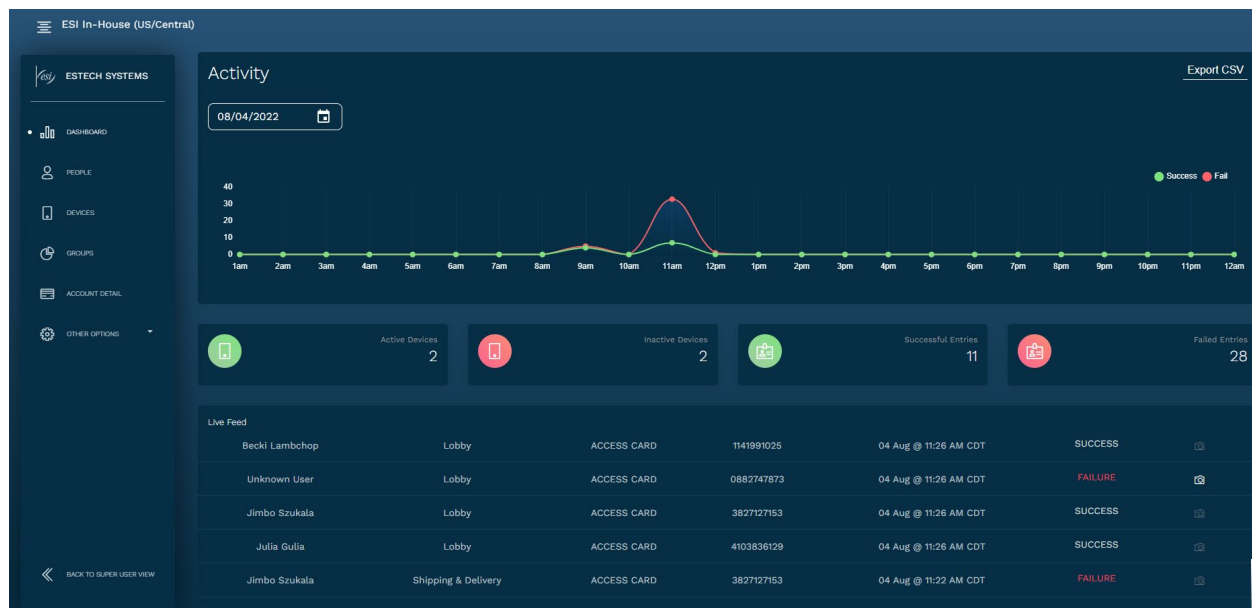 ESI In-House (US/Central)
esi ESTECH SYSTEMS
DASHBOARD
PEOPLE
DEVICES
GROUPS
ACCOUNT DETAIL
OTHER OPTIONS
BACK TO SUPER USER VIEW
Activity
Export CSV
08/04/2022
Success Fail
40
30
20
10
0
1am 2am 3am 4am 5am 6am 7am 8am 9am 10am 11am 12pm 1pm 2pm 3pm 4pm 5pm 6pm 7pm 8pm 9pm 10pm 11pm 12am
Active Devices
2
Inactive Devices
2
Successful Entries
11
Failed Entries
28
Live Feed
Becki Lambchop Lobby ACCESS CARD 1141991025 04 Aug @ 11:26 AM CDT SUCCESS
Unknown User Lobby ACCESS CARD 0882747873 04 Aug @ 11:26 AM CDT FAILURE
Jimbo Szukala Lobby ACCESS CARD 3827127153 04 Aug @ 11:26 AM CDT SUCCESS
Julia Gulia Lobby ACCESS CARD 4103836129 04 Aug @ 11:26 AM CDT SUCCESS
Jimbo Szukala Shipping & Delivery ACCESS CARD 3827127153 04 Aug @ 11:22 AM CDT FAILURE